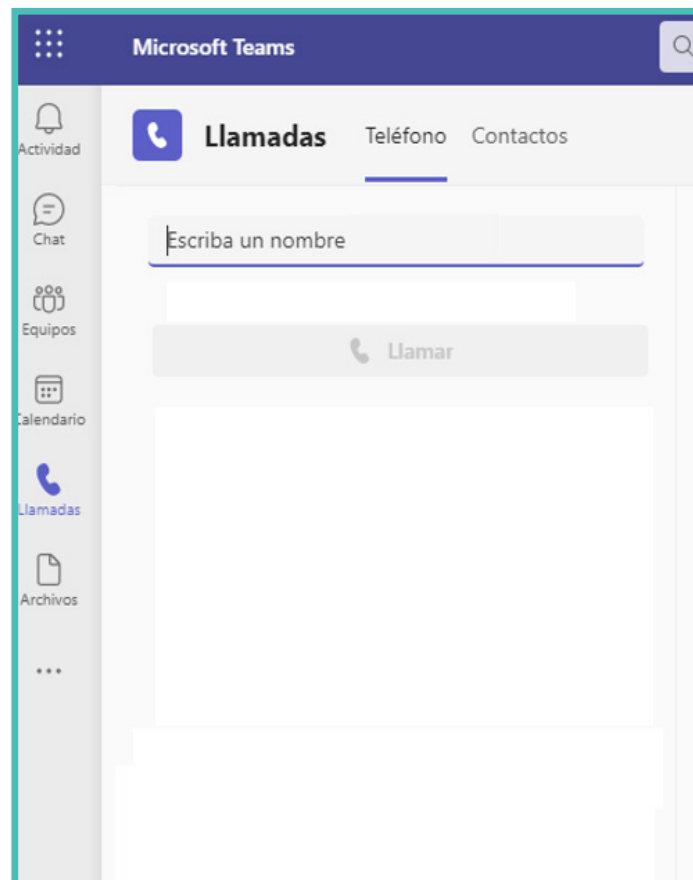 Microsoft Teams
Actividad
Chat
Equipos
Calendario
Llamadas
Archivos
Llamadas Teléfono Contactos
Escriba un nombre
Llamar